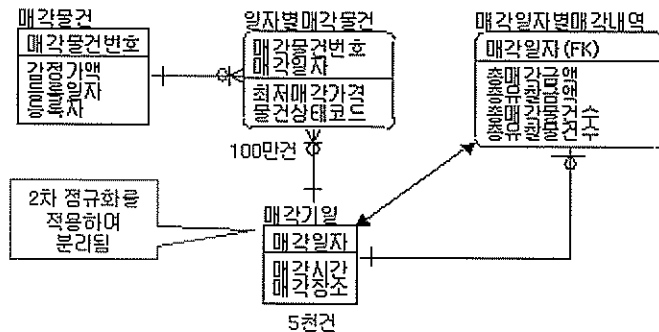 매각물건
매각물건번호
감정가액
등록일자
등록자
일자별매각물건
매각물건번호
매각일자
최저매각가격
물건상태코드
100만건
매각일자별매각내역
매각일자(FK)
총매각금액
총유찰금액
총매각물건수
총유찰물건수
2차 정규화를
적용하며
분리됨
매각기일
매각일자
매각시간
매각장소
5천건